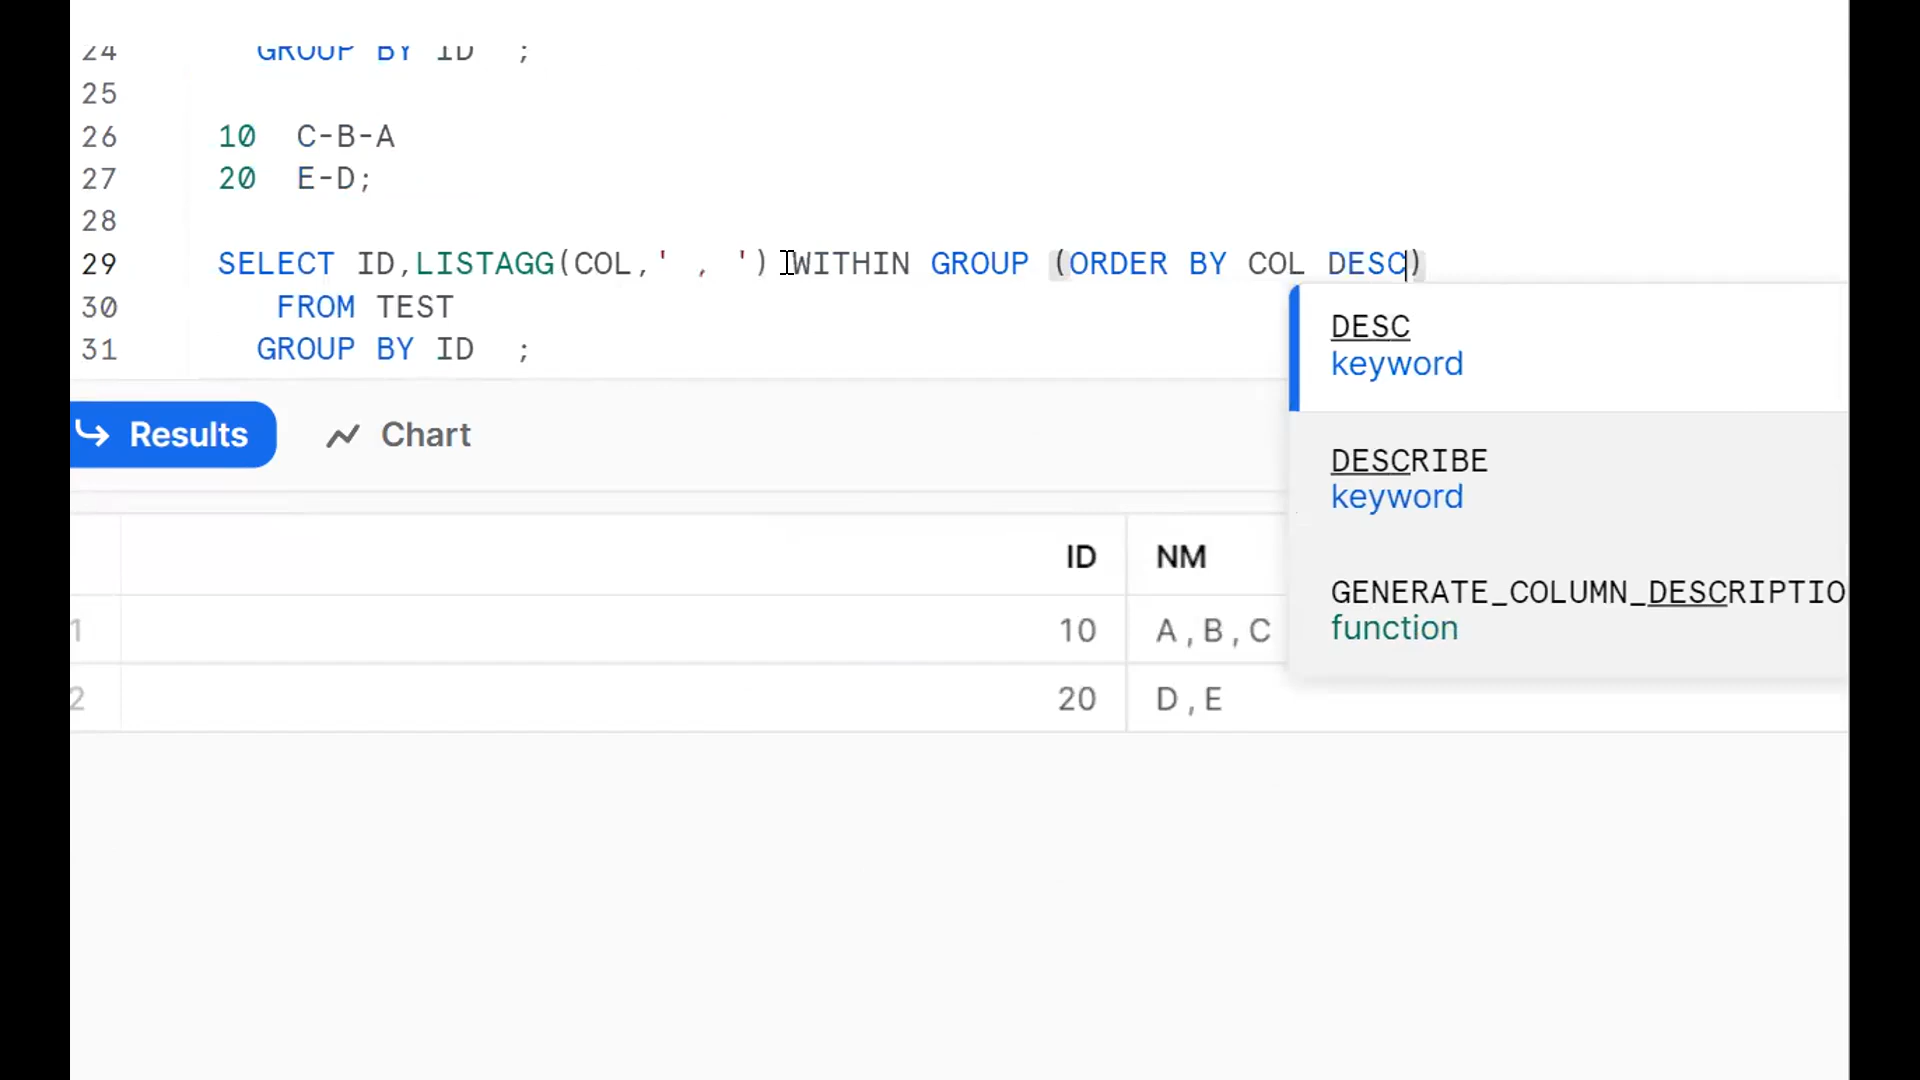 24 GROUP BY ID ;
25
26 10 C-B-A
27 20 E-D;
28
29 SELECT ID,LISTAGG(COL,' , ') WITHIN GROUP (ORDER BY COL DESC)
30 FROM TEST
31 GROUP BY ID ;
DESC
keyword
DESCRIBE
keyword
GENERATE_COLUMN_DESCRIPTIO
function
Results Chart
ID NM
1 10 A , B , C
2 20 D , E